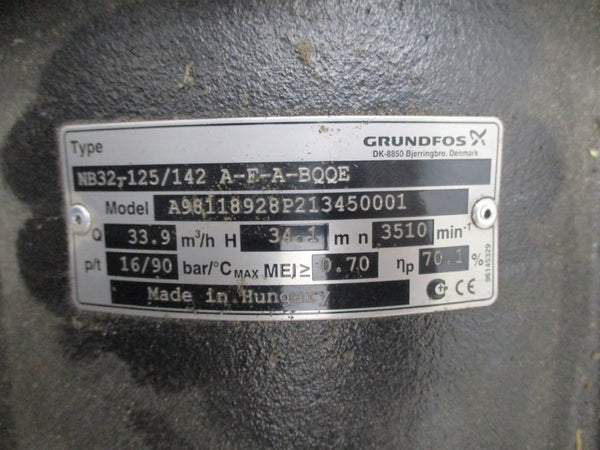 Type
GRUNDFOS
DK-8850 Bjerringbro, Denmark
NB32-125/142 A-F-A-BQQE
Model A98118928P213450001
Q 33.9 m³/h H 34.1 m n 3510 min⁻¹
p/t 16/90 bar/°C MAX MEI ≥ 0.70 ηp 70.1 %
Made in Hungary
96145329
CE